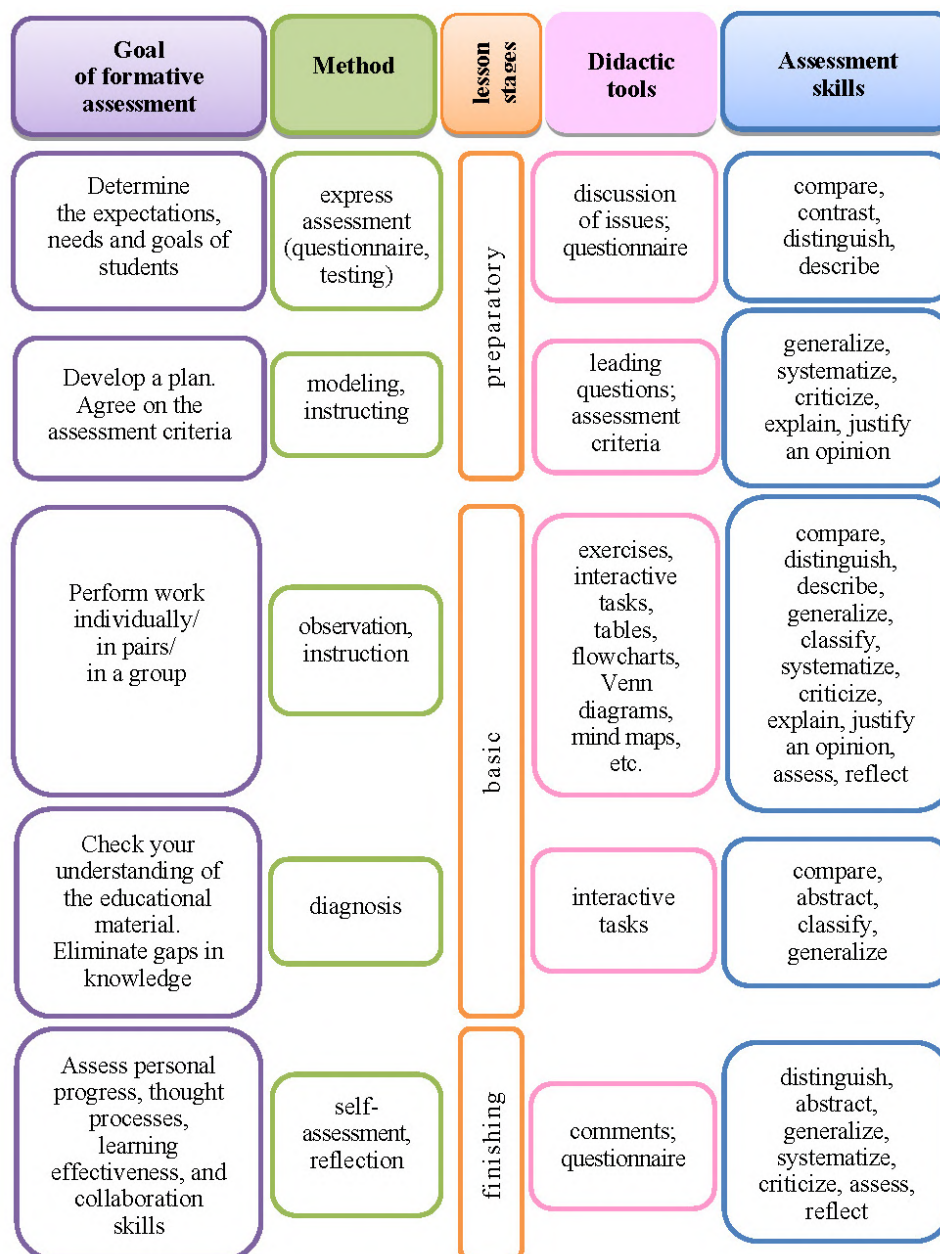 Goal
of formative
assessment
Method
lesson
stages
Didactic
tools
Assessment
skills
Determine
the expectations,
needs and goals of
students
express
assessment
(questionnaire,
testing)
preparatory
discussion
of issues;
questionnaire
compare,
contrast,
distinguish,
describe
Develop a plan.
Agree on the
assessment criteria
modeling,
instructing
leading
questions;
assessment
criteria
generalize,
systematize,
criticize,
explain, justify
an opinion
Perform work
individually/
in pairs/
in a group
observation,
instruction
basic
exercises,
interactive
tasks,
tables,
flowcharts,
Venn
diagrams,
mind maps,
etc.
compare,
distinguish,
describe,
generalize,
classify,
systematize,
criticize,
explain, justify
an opinion,
assess, reflect
Check your
understanding of
the educational
material.
Eliminate gaps in
knowledge
diagnosis
interactive
tasks
compare,
abstract,
classify,
generalize
Assess personal
progress, thought
processes,
learning
effectiveness, and
collaboration
skills
self-
assessment,
reflection
finishing
comments;
questionnaire
distinguish,
abstract,
generalize,
systematize,
criticize, assess,
reflect